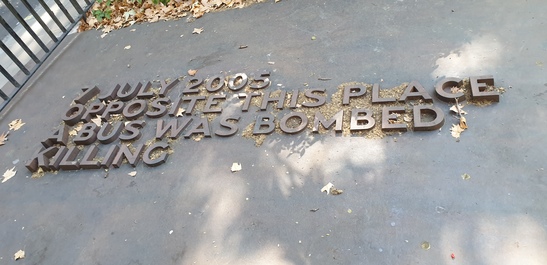 7 JULY 2005
OPPOSITE THIS PLACE
A BUS WAS BOMBED
KILLING